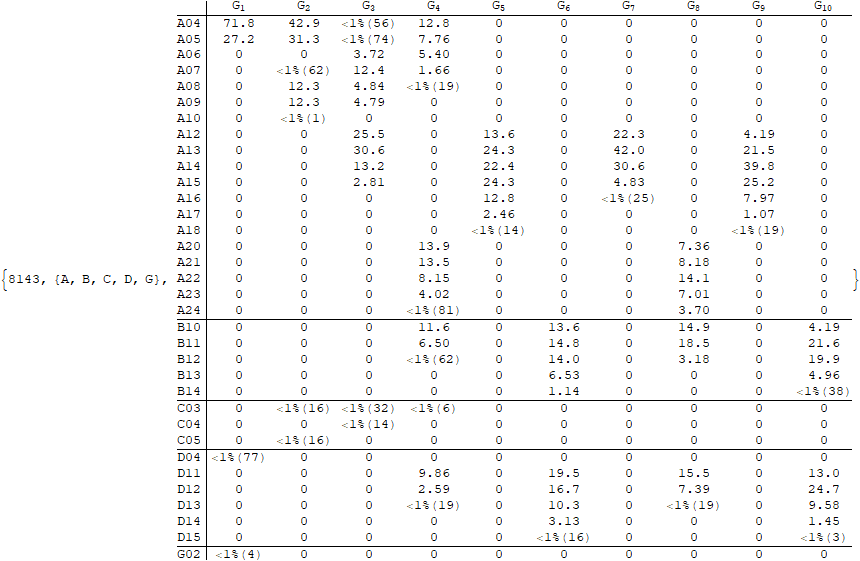 G1 G2 G3 G4 G5 G6 G7 G8 G9 G10
A04 71.8 42.9 <1%(56) 12.8 0 0 0 0 0 0
A05 27.2 31.3 <1%(74) 7.76 0 0 0 0 0 0
A06 0 0 3.72 5.40 0 0 0 0 0 0
A07 0 <1%(62) 12.4 1.66 0 0 0 0 0 0
A08 0 12.3 4.84 <1%(19) 0 0 0 0 0 0
A09 0 12.3 4.79 0 0 0 0 0 0 0
A10 0 <1%(1) 0 0 0 0 0 0 0 0
A12 0 0 25.5 0 13.6 0 22.3 0 4.19 0
A13 0 0 30.6 0 24.3 0 42.0 0 21.5 0
A14 0 0 13.2 0 22.4 0 30.6 0 39.8 0
A15 0 0 2.81 0 24.3 0 4.83 0 25.2 0
A16 0 0 0 0 12.8 0 <1%(25) 0 7.97 0
A17 0 0 0 0 2.46 0 0 0 1.07 0
A18 0 0 0 0 <1%(14) 0 0 0 <1%(19) 0
A20 0 0 0 13.9 0 0 0 7.36 0 0
A21 0 0 0 13.5 0 0 0 8.18 0 0
{8143, {A, B, C, D, G}, A22 0 0 0 8.15 0 0 0 14.1 0 0 }
A23 0 0 0 4.02 0 0 0 7.01 0 0
A24 0 0 0 <1%(81) 0 0 0 3.70 0 0
B10 0 0 0 11.6 0 13.6 0 14.9 0 4.19
B11 0 0 0 6.50 0 14.8 0 18.5 0 21.6
B12 0 0 0 <1%(62) 0 14.0 0 3.18 0 19.9
B13 0 0 0 0 0 6.53 0 0 0 4.96
B14 0 0 0 0 0 1.14 0 0 0 <1%(38)
C03 0 <1%(16) <1%(32) <1%(6) 0 0 0 0 0 0
C04 0 0 <1%(14) 0 0 0 0 0 0 0
C05 0 <1%(16) 0 0 0 0 0 0 0 0
D04 <1%(77) 0 0 0 0 0 0 0 0 0
D11 0 0 0 9.86 0 19.5 0 15.5 0 13.0
D12 0 0 0 2.59 0 16.7 0 7.39 0 24.7
D13 0 0 0 <1%(19) 0 10.3 0 <1%(19) 0 9.58
D14 0 0 0 0 0 3.13 0 0 0 1.45
D15 0 0 0 0 0 <1%(16) 0 0 0 <1%(3)
G02 <1%(4) 0 0 0 0 0 0 0 0 0